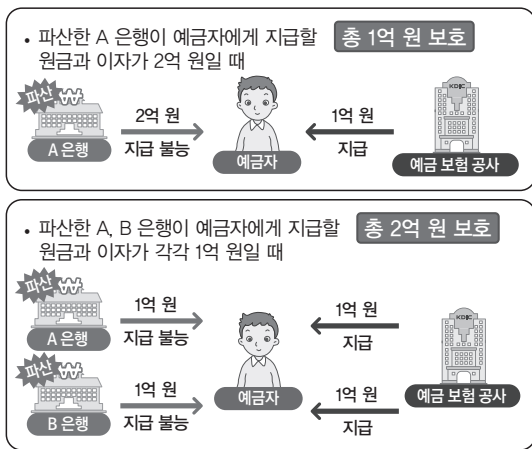 • 파산한 A 은행이 예금자에게 지급할
원금과 이자가 2억 원일 때
총 1억 원 보호
파산
A 은행
2억 원
지급 불능
예금자
1억 원
지급
KDIC
예금 보험 공사
• 파산한 A, B 은행이 예금자에게 지급할
원금과 이자가 각각 1억 원일 때
총 2억 원 보호
파산
A 은행
1억 원
지급 불능
파산
B 은행
1억 원
지급 불능
예금자
1억 원
지급
1억 원
지급
KDIC
예금 보험 공사